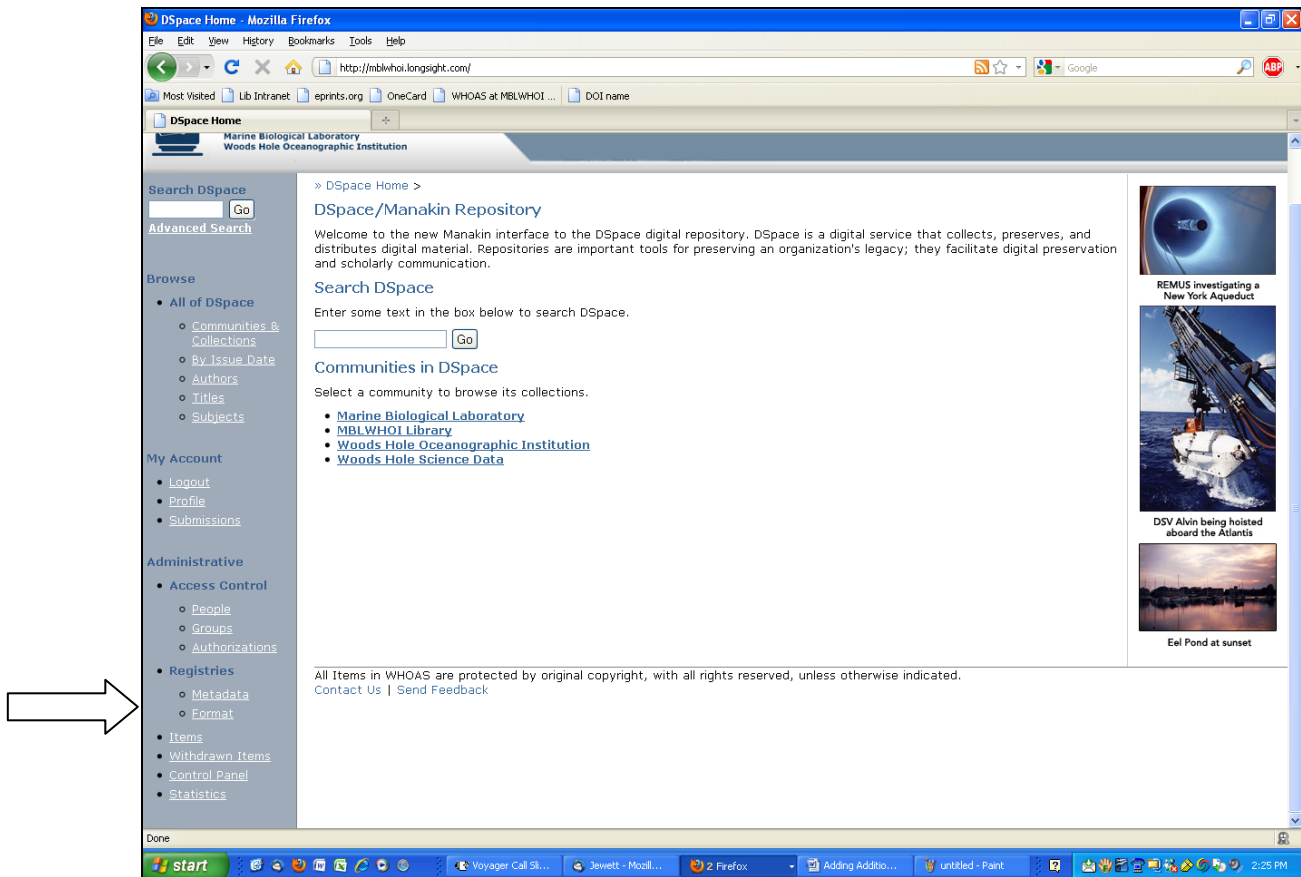 DSpace Home - Mozilla Firefox
File Edit View History Bookmarks Tools Help
http://mblwhoi.longsight.com/
Google
ABP
Most Visited Lib Intranet eprints.org OneCard WHOAS at MBLWHOI ... DOI name
DSpace Home
Marine Biological Laboratory
Woods Hole Oceanographic Institution
Search DSpace
Go
Advanced Search
Browse
All of DSpace
Communities &
Collections
By Issue Date
Authors
Titles
Subjects
My Account
Logout
Profile
Submissions
Administrative
Access Control
People
Groups
Authorizations
Registries
Metadata
Format
Items
Withdrawn Items
Control Panel
Statistics
» DSpace Home >
DSpace/Manakin Repository
Welcome to the new Manakin interface to the DSpace digital repository. DSpace is a digital service that collects, preserves, and
distributes digital material. Repositories are important tools for preserving an organization's legacy; they facilitate digital preservation
and scholarly communication.
Search DSpace
Enter some text in the box below to search DSpace.
Go
Communities in DSpace
Select a community to browse its collections.
Marine Biological Laboratory
MBLWHOI Library
Woods Hole Oceanographic Institution
Woods Hole Science Data
All Items in WHOAS are protected by original copyright, with all rights reserved, unless otherwise indicated.
Contact Us | Send Feedback
REMUS investigating a
New York Aqueduct
DSV Alvin being hoisted
aboard the Atlantis
Eel Pond at sunset
Done
start
Voyager Call Sli...
Jewett - Mozill...
2 Firefox
Adding Additio...
untitled - Paint
2:25 PM